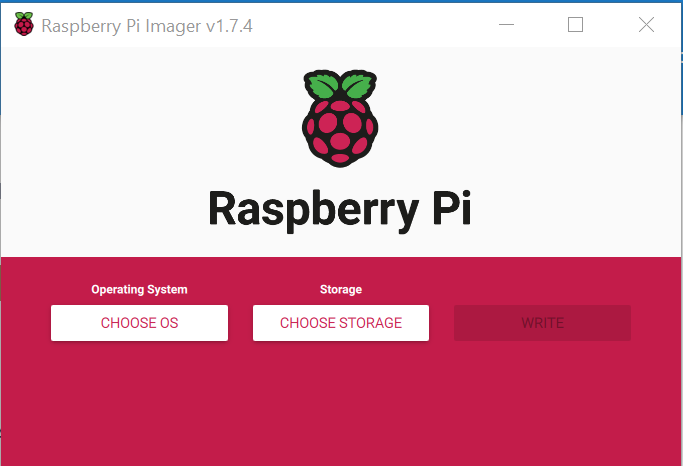 Raspberry Pi Imager v1.7.4
Raspberry Pi
Operating System
Storage
CHOOSE OS
CHOOSE STORAGE
WRITE